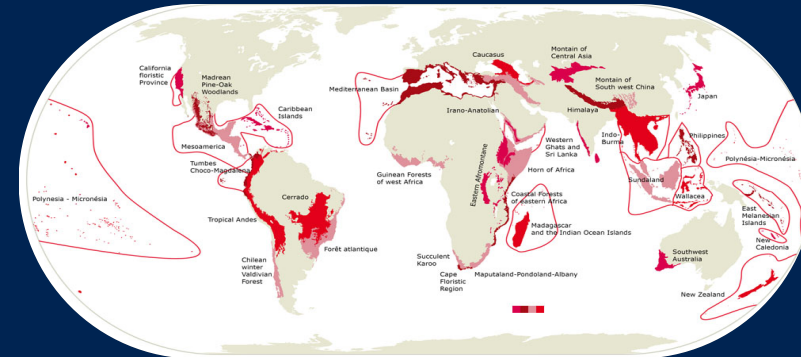 California
floristic
Province
Madrean
Pine-Oak
Woodlands
Caribbean
Islands
Mesoamerica
Tumbes
Choco-Magdalena
Polynesia - Micronésia
Tropical Andes
Cerrado
Chilean
winter
Valdivian
Forest
Forêt atlantique
Caucasus
Mediterranean Basin
Irano-Anatolian
Guinean Forests
of west Africa
Eastern Afromontane
Horn of Africa
Western
Ghats and
Sri Lanka
Coastal Forests
of eastern Africa
Madagascar
and the Indian Ocean Islands
Succulent
Karoo
Cape
Floristic
Region
Maputaland-Pondoland-Albany
Montain of
Central Asia
Montain of
South west China
Himalaya
Japan
Indo-
Burma
Philippines
Polynésia-Micronésia
Sundaland
Wallacea
East
Melanesian
Islands
New
Caledonia
Southwest
Australia
New Zealand